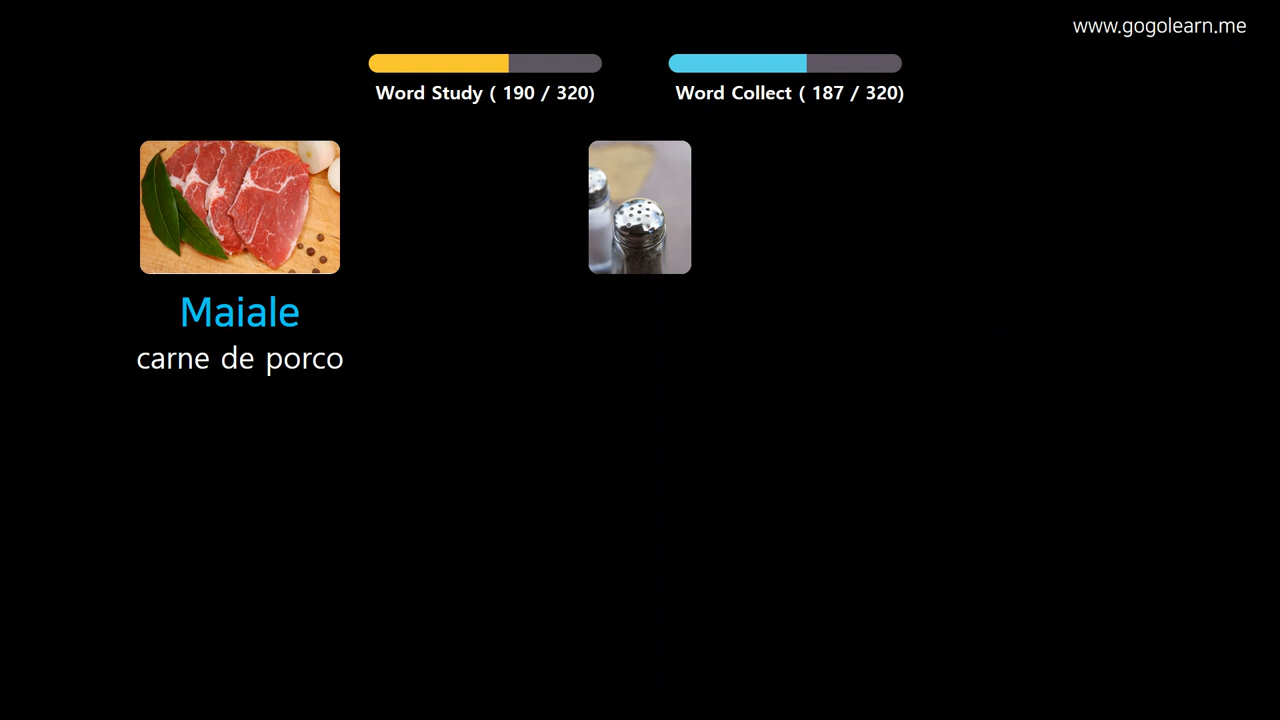 www.gogolearn.me
Word Study ( 190 / 320)
Word Collect ( 187 / 320)
Maiale
carne de porco